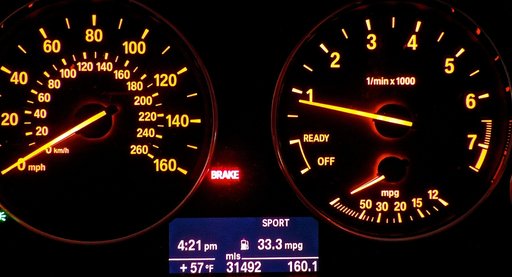 60 80 100
40 120
20 140
0 mph 160
20 40 60 80 100 120 140 160 180 200 220 240 260
0 km/h
BRAKE
1 2 3 4 5 6 7
1/min x 1000
READY
OFF
mpg
50 30 20 15 12
SPORT
4:21 pm 33.3 mpg
mls
+ 57 °F 31492 160.1